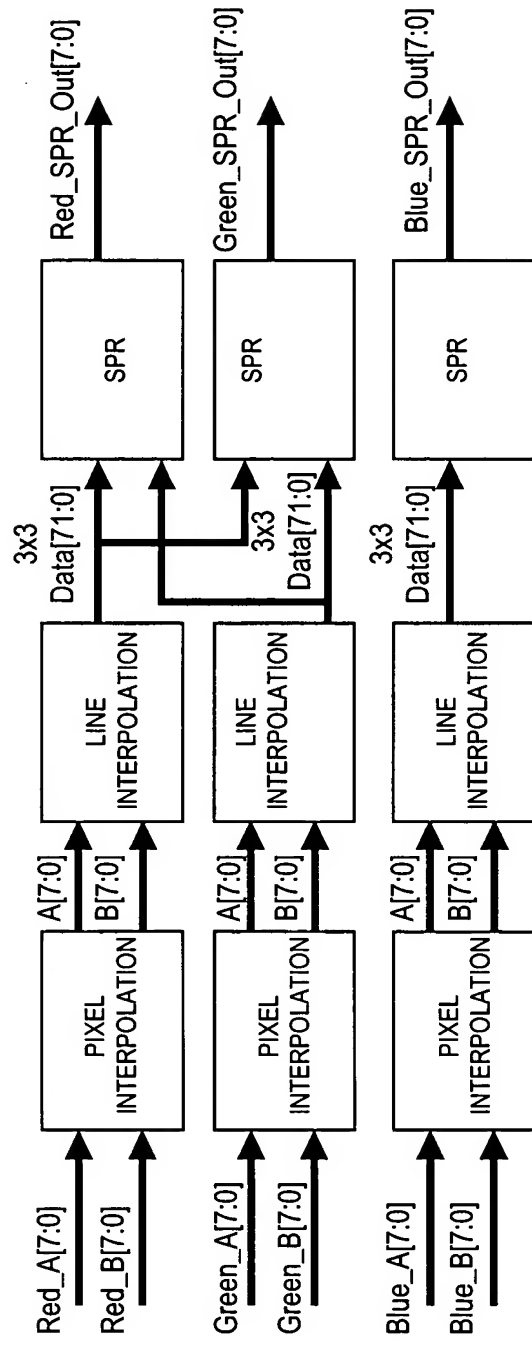 Red_A[7:0]
Red_B[7:0]
PIXEL
INTERPOLATION
A[7:0]
B[7:0]
LINE
INTERPOLATION
3x3
Data[71:0]
SPR
Red_SPR_Out[7:0]
Green_A[7:0]
Green_B[7:0]
PIXEL
INTERPOLATION
A[7:0]
B[7:0]
LINE
INTERPOLATION
3x3
Data[71:0]
SPR
Green_SPR_Out[7:0]
Blue_A[7:0]
Blue_B[7:0]
PIXEL
INTERPOLATION
A[7:0]
B[7:0]
LINE
INTERPOLATION
3x3
Data[71:0]
SPR
Blue_SPR_Out[7:0]